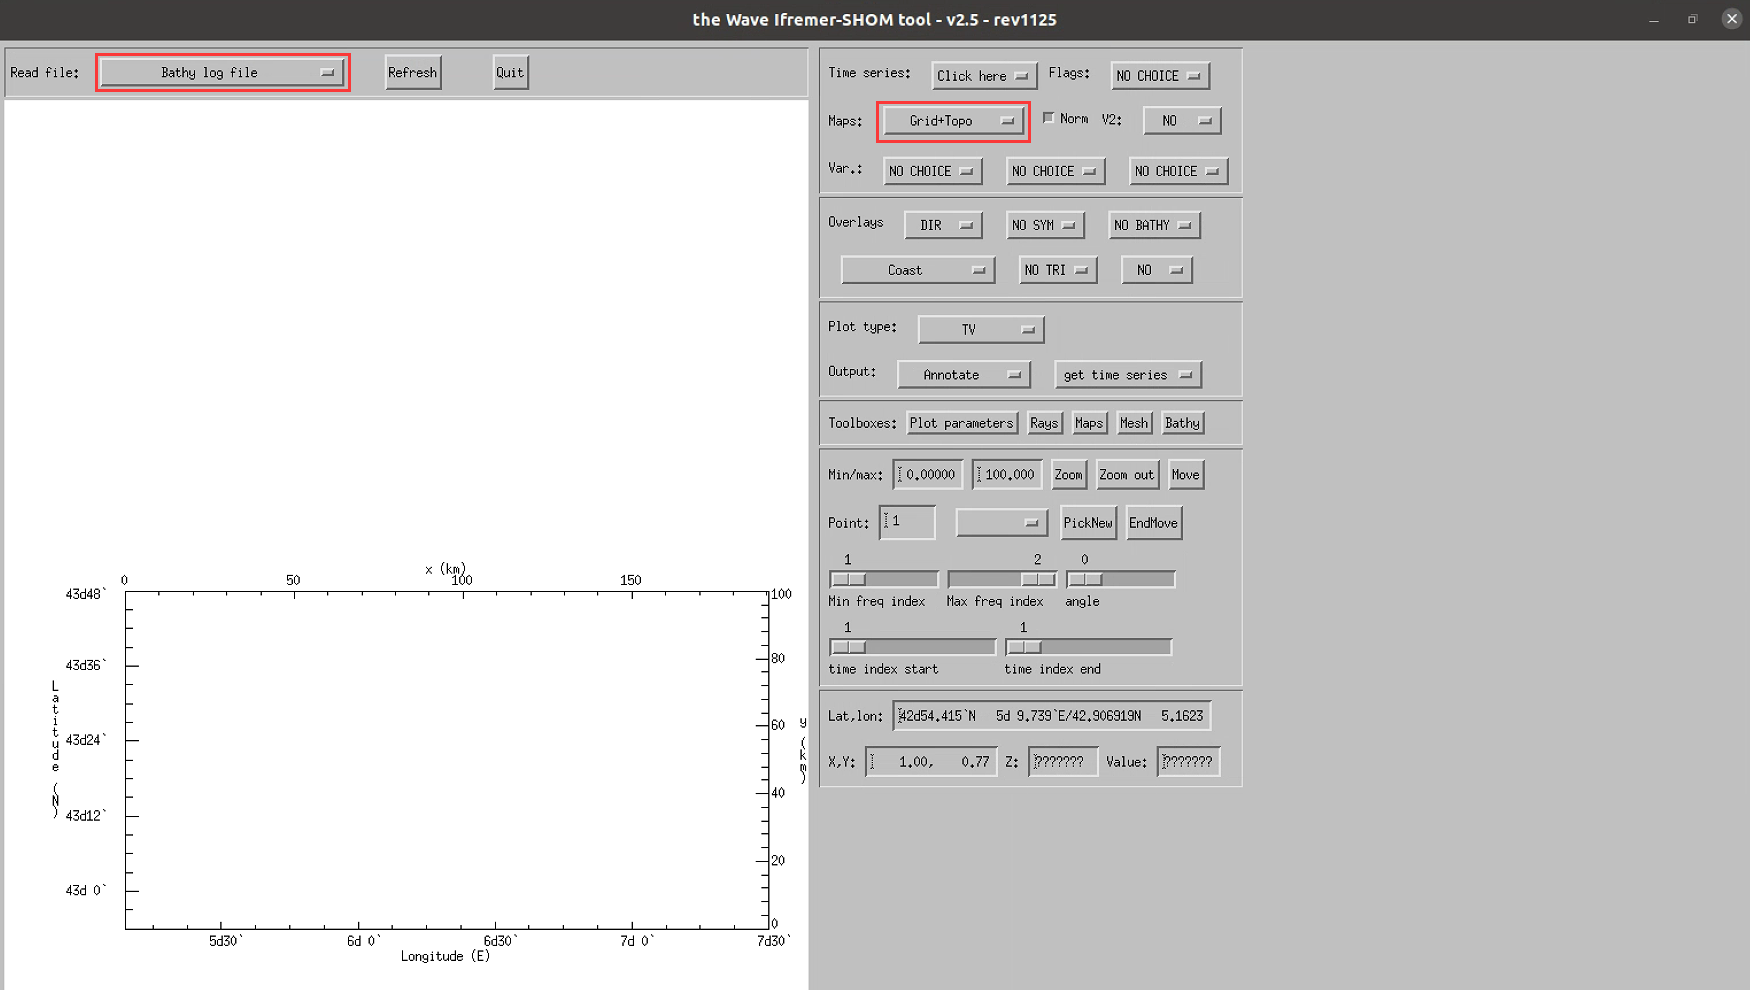 the Wave Ifremer-SHOM tool - v2.5 - rev1125
Read file: Bathy log file Refresh Quit
Time series: Click here Flags: NO CHOICE
Maps: Grid+Topo Norm V2: NO
Var.: NO CHOICE NO CHOICE NO CHOICE
Overlays DIR NO SYM NO BATHY
Coast NO TRI NO
Plot type: TV
Output: Annotate get time series
Toolboxes: Plot parameters Rays Maps Mesh Bathy
Min/max: 0.00000 100.000 Zoom Zoom out Move
Point: 1 PickNew EndMove
1 2 0
Min freq index Max freq index angle
1 1
time index start time index end
Lat,lon: 42d54.415`N 5d 9.739`E/42.906919N 5.1623
X,Y: 1.00, 0.77 Z: ??????? Value: ???????
x (km)
0 50 100 150
43d48` 100
43d36` 80
Latitude (N)
43d24` 60
y (km)
43d12` 40
43d 0` 20
0
5d30` 6d 0` 6d30` 7d 0` 7d30`
Longitude (E)